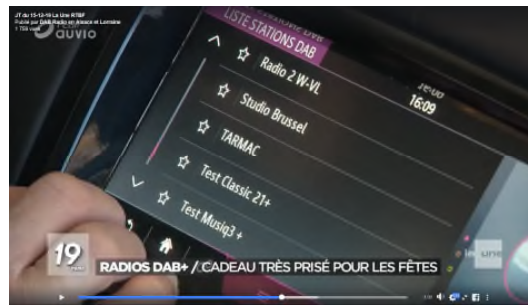 JT du 15-12-19 La Une RTBF
Publié par DAB Radio en Alsace et Lorraine
auvio
LISTE STATIONS DAB
Radio 2 W-VL
16:09
Studio Brussel
TARMAC
Test Classic 21+
Test Musiq3 +
19
RADIOS DAB+ / CADEAU TRÈS PRISÉ POUR LES FÊTES
la une